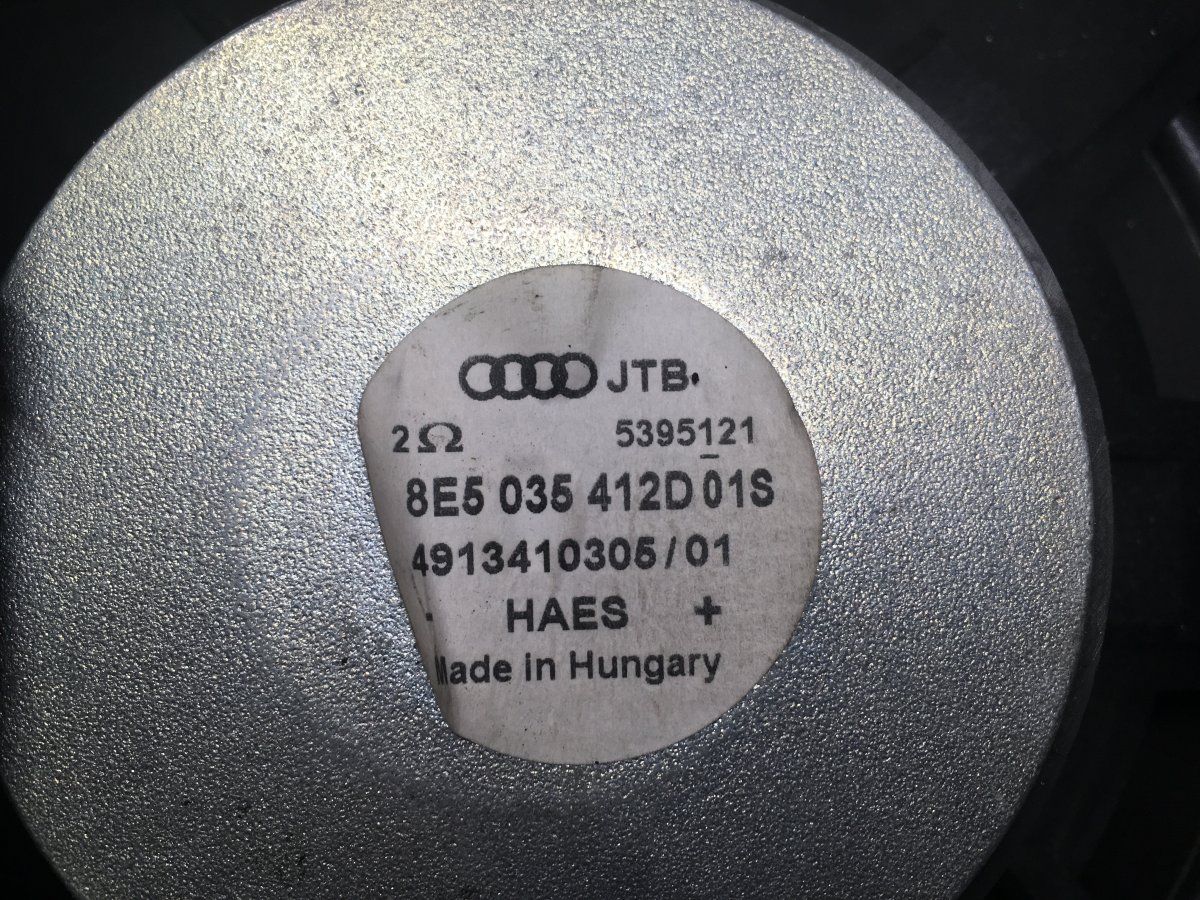 JTB
2Ω 5395121
8E5 035 412D 01S
4913410305/01
- HAES +
Made in Hungary